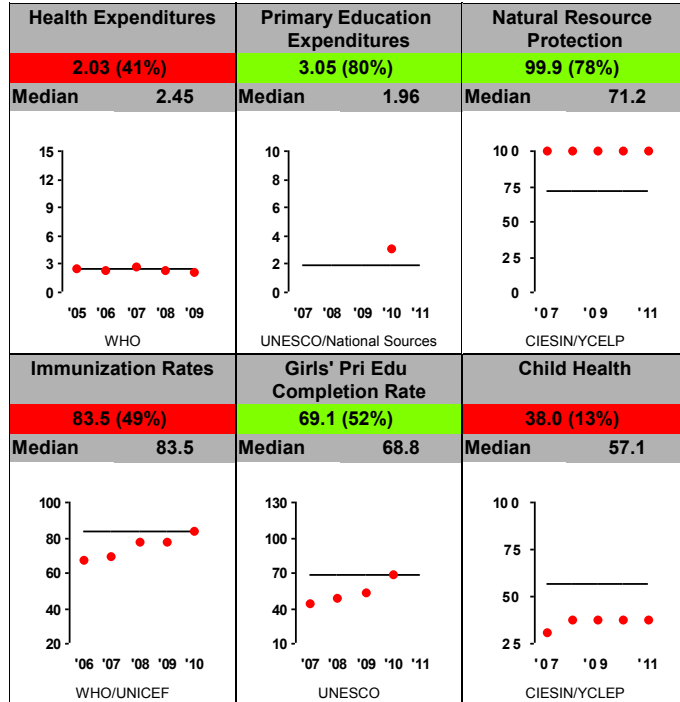 Health Expenditures
2.03 (41%)
Median 2.45
15
12
9
6
3
0
'05 '06 '07 '08 '09
WHO
Primary Education
Expenditures
3.05 (80%)
Median 1.96
10
8
6
4
2
0
'07 '08 '09 '10 '11
UNESCO/National Sources
Natural Resource
Protection
99.9 (78%)
Median 71.2
100
75
50
25
0
'07 '09 '11
CIESIN/YCELP
Immunization Rates
83.5 (49%)
Median 83.5
100
80
60
40
20
'06 '07 '08 '09 '10
WHO/UNICEF
Girls' Pri Edu
Completion Rate
69.1 (52%)
Median 68.8
130
100
70
40
10
'07 '08 '09 '10 '11
UNESCO
Child Health
38.0 (13%)
Median 57.1
100
75
50
25
'07 '09 '11
CIESIN/YCLEP